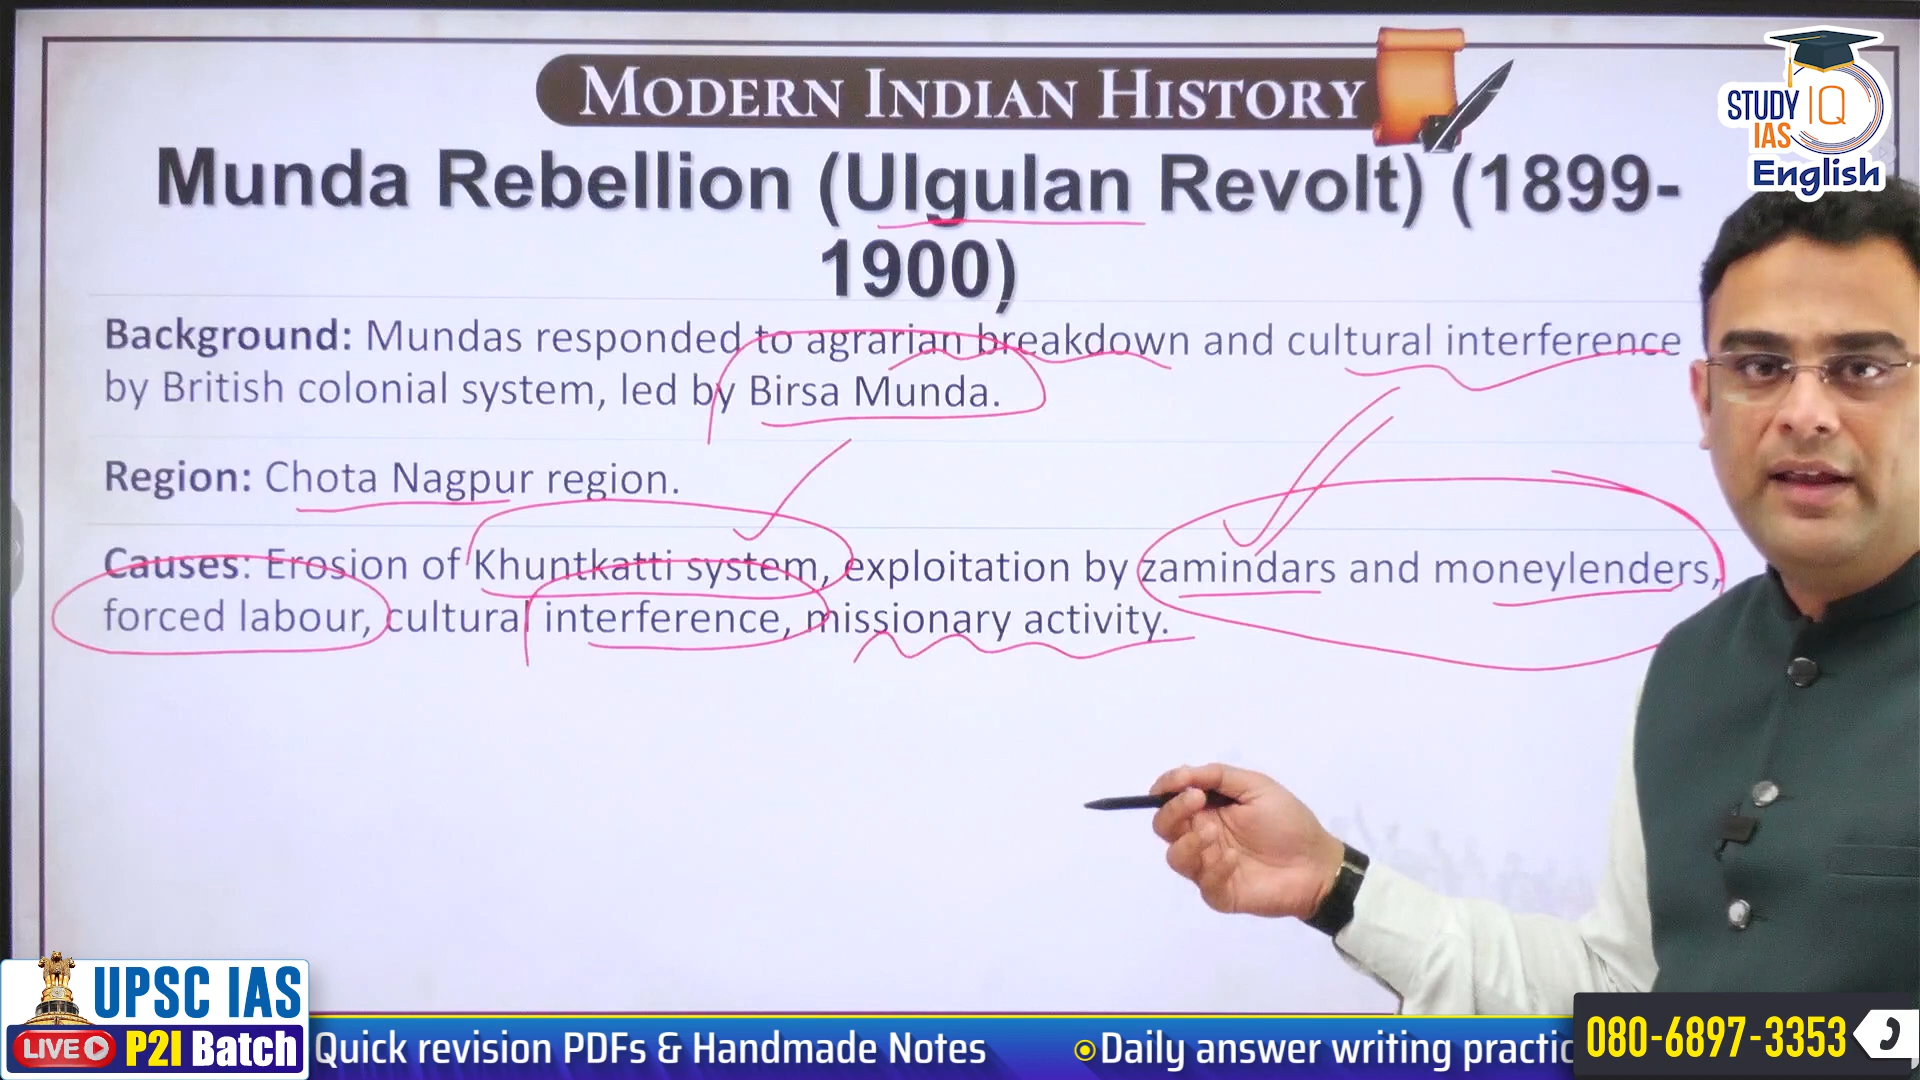 MODERN INDIAN HISTORY
STUDY IQ
IAS
English
Munda Rebellion (Ulgulan Revolt) (1899-
1900)
Background: Mundas responded to agrarian breakdown and cultural interference
by British colonial system, led by Birsa Munda.
Region: Chota Nagpur region.
Causes: Erosion of Khuntkatti system, exploitation by zamindars and moneylenders,
forced labour, cultural interference, missionary activity.
UPSC IAS
LIVE P2I Batch
Quick revision PDFs & Handmade Notes
Daily answer writing practic
080-6897-3353